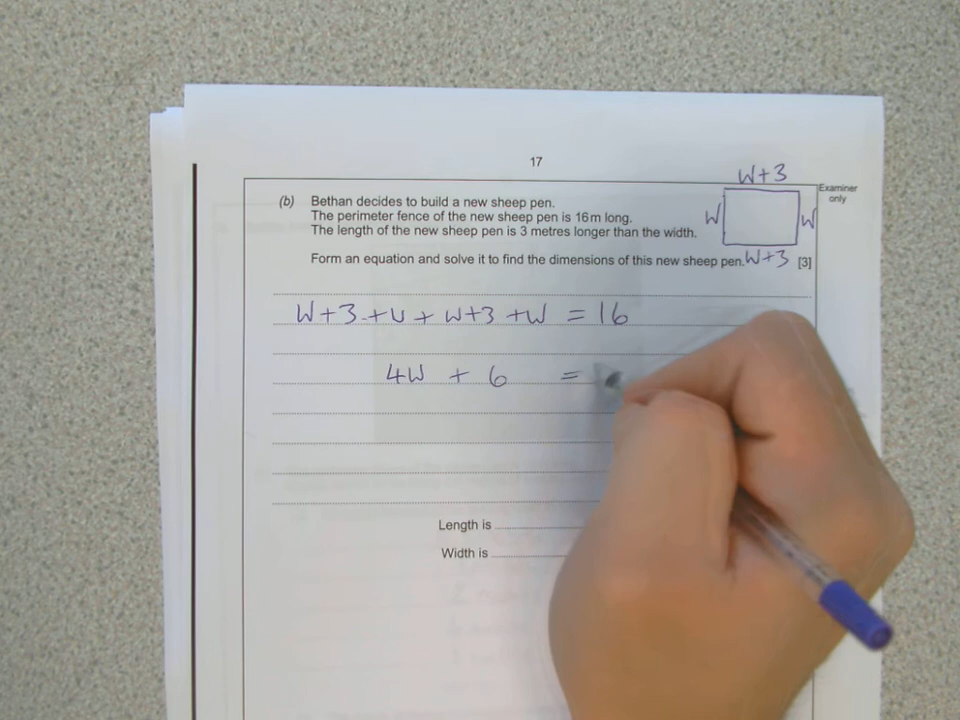 17
W+3
Examiner
only
(b) Bethan decides to build a new sheep pen.
The perimeter fence of the new sheep pen is 16 m long.
W W
The length of the new sheep pen is 3 metres longer than the width.
Form an equation and solve it to find the dimensions of this new sheep pen. W+3 [3]
W+3+W+W+3+W = 16
4W + 6 =
Length is
Width is